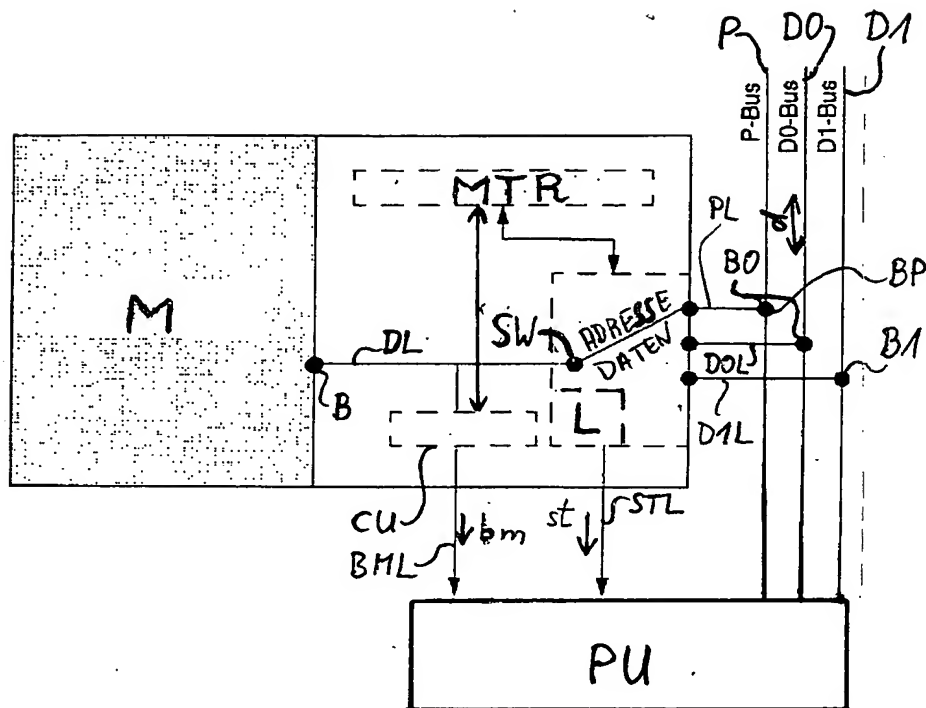 P
D0
D1
P-Bus
D0-Bus
D1-Bus
MTR
M
PL
B0
BP
ADRESSE
DATEN
SW
DL
D0L
B1
B
L
D1L
CU
bm
st
STL
BML
PU